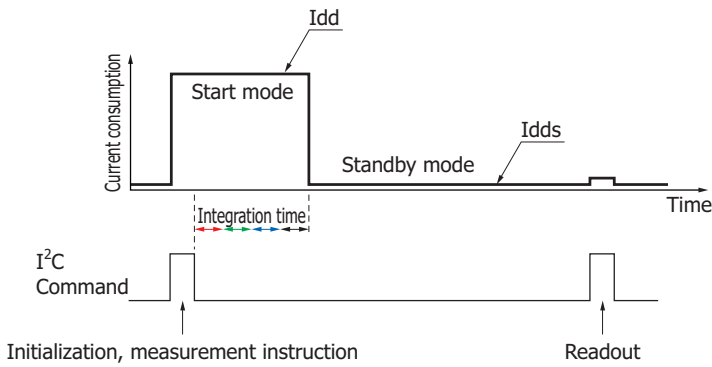 Idd
Current consumption
Start mode
Idds
Standby mode
Time
Integration time
I²C
Command
Initialization, measurement instruction
Readout